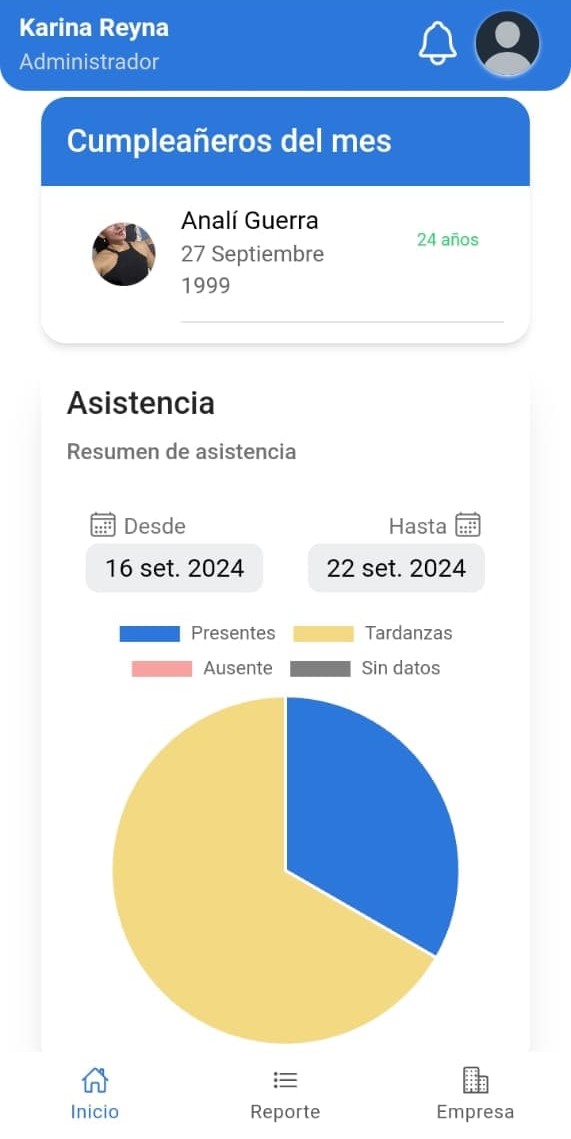 Karina Reyna
Administrador
Cumpleañeros del mes
Analí Guerra
27 Septiembre
1999
24 años
Asistencia
Resumen de asistencia
Desde
Hasta
16 set. 2024
22 set. 2024
Presentes
Tardanzas
Ausente
Sin datos
Inicio
Reporte
Empresa